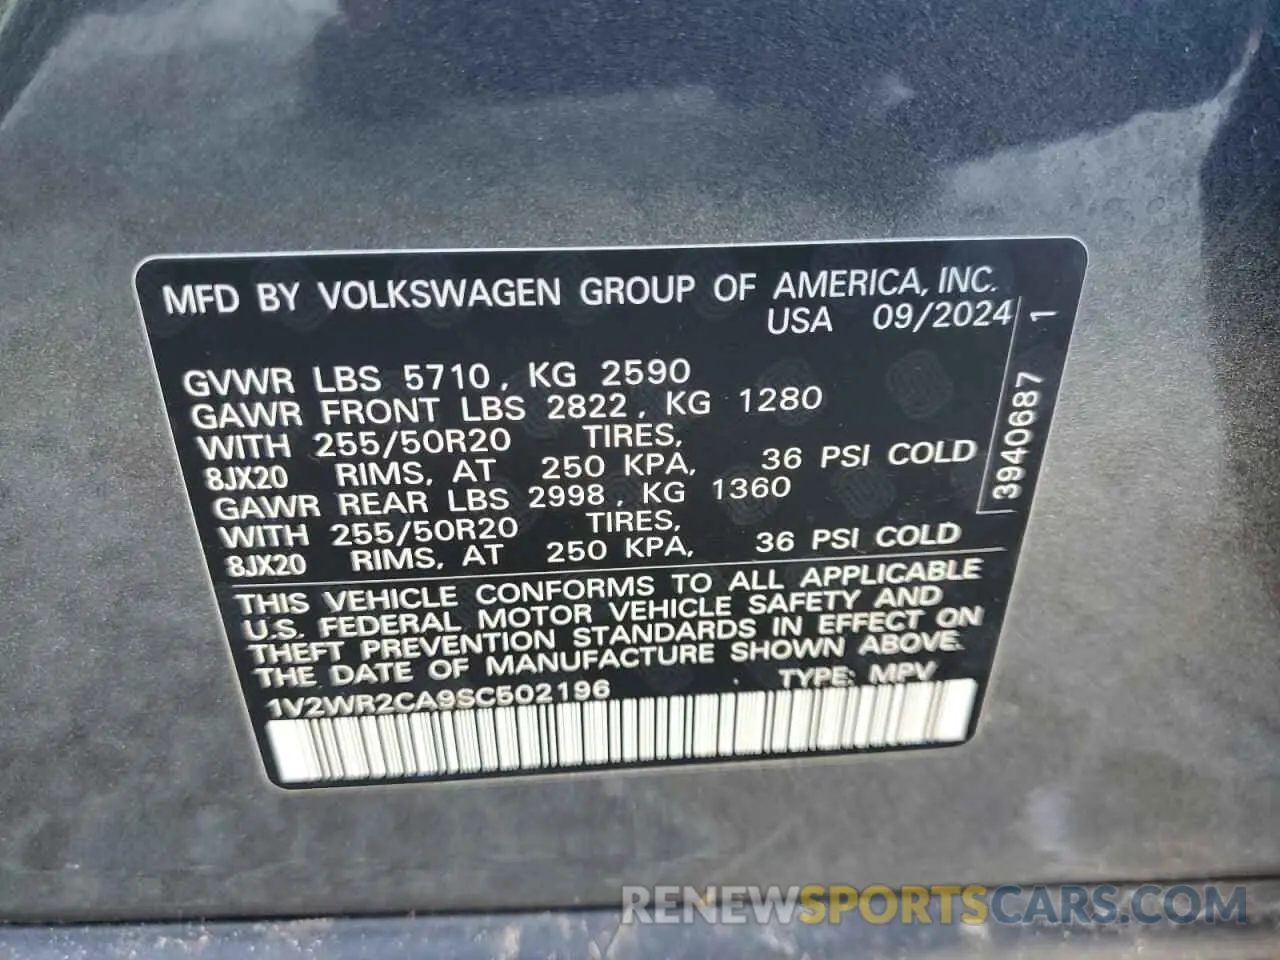 MFD BY VOLKSWAGEN GROUP OF AMERICA, INC.
USA 09/2024
GVWR LBS 5710, KG 2590
GAWR FRONT LBS 2822, KG 1280
WITH 255/50R20 TIRES,
8JX20 RIMS, AT 250 KPA, 36 PSI COLD
GAWR REAR LBS 2998, KG 1360
WITH 255/50R20 TIRES,
8JX20 RIMS, AT 250 KPA, 36 PSI COLD
3940687 1
THIS VEHICLE CONFORMS TO ALL APPLICABLE
U.S. FEDERAL MOTOR VEHICLE SAFETY AND
THEFT PREVENTION STANDARDS IN EFFECT ON
THE DATE OF MANUFACTURE SHOWN ABOVE.
1V2WR2CA9SC502196 TYPE: MPV
RENEWSPORTSCARS.COM